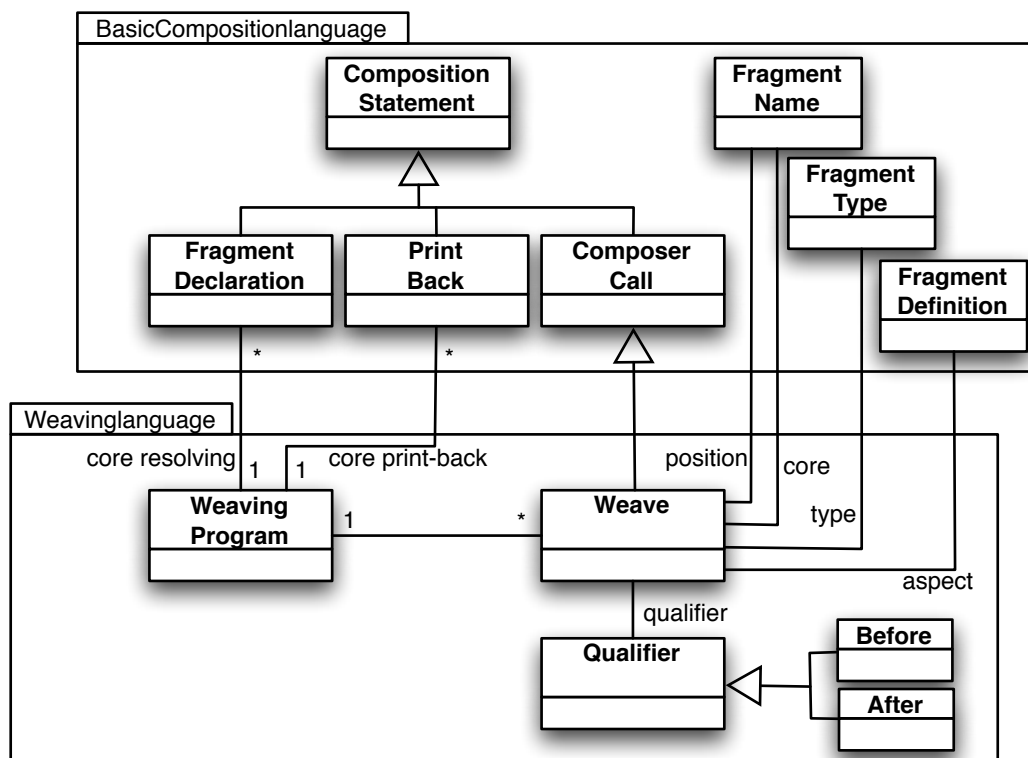 BasicCompositionlanguage
Composition
Statement
Fragment
Name
Fragment
Type
Fragment
Declaration
Print
Back
Composer
Call
Fragment
Definition
*
*
Weavinglanguage
core resolving
1
1
core print-back
position
core
type
aspect
Weaving
Program
1
*
Weave
qualifier
Qualifier
Before
After